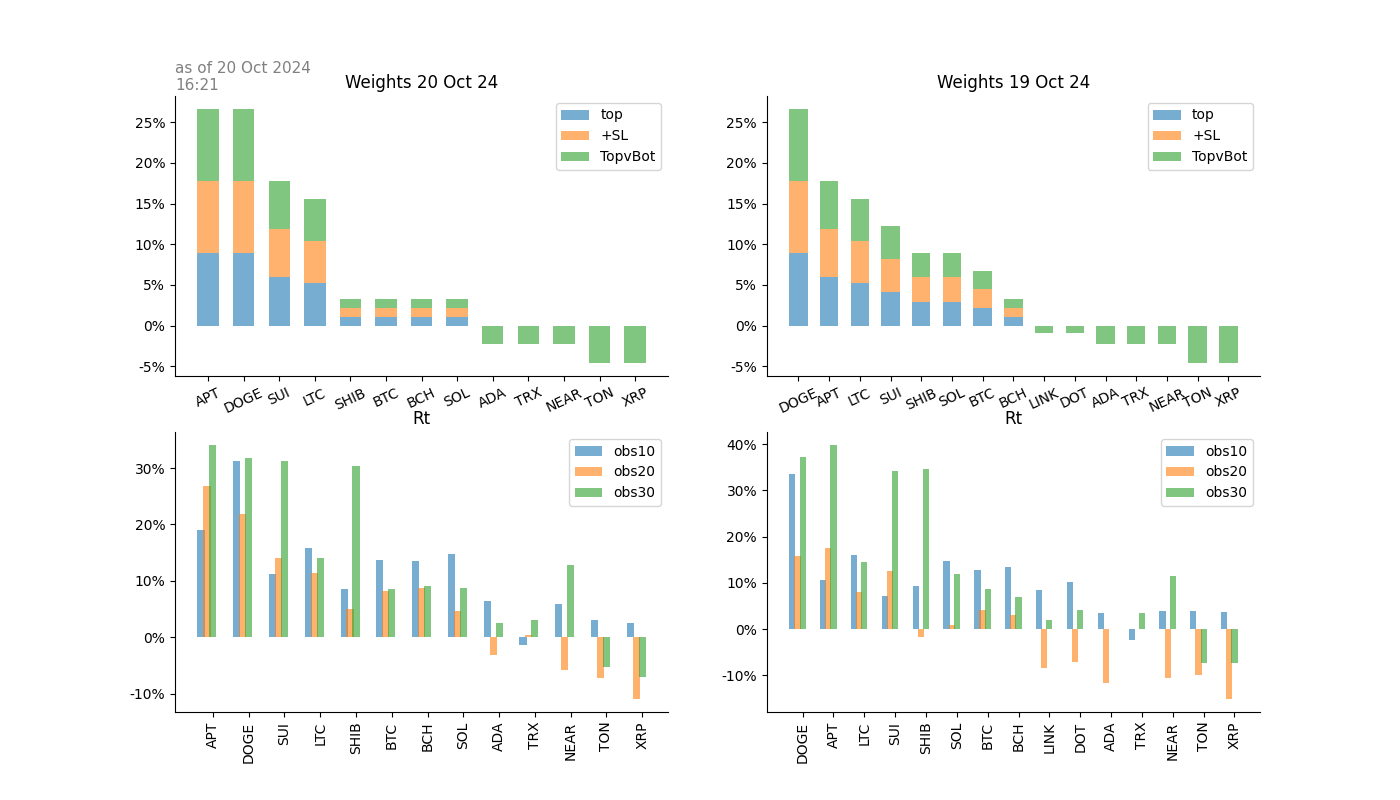 as of 20 Oct 2024
16:21
Weights 20 Oct 24
25%
20%
15%
10%
5%
0%
-5%
top
+SL
TopvBot
APT DOGE SUI LTC SHIB BTC BCH SOL ADA TRX NEAR TON XRP
Weights 19 Oct 24
25%
20%
15%
10%
5%
0%
-5%
top
+SL
TopvBot
DOGE APT LTC SUI SHIB SOL BTC BCH LINK DOT ADA TRX NEAR TON XRP
Rt
30%
20%
10%
0%
-10%
obs10
obs20
obs30
APT DOGE SUI LTC SHIB BTC BCH SOL ADA TRX NEAR TON XRP
Rt
40%
30%
20%
10%
0%
-10%
obs10
obs20
obs30
DOGE APT LTC SUI SHIB SOL BTC BCH LINK DOT ADA TRX NEAR TON XRP